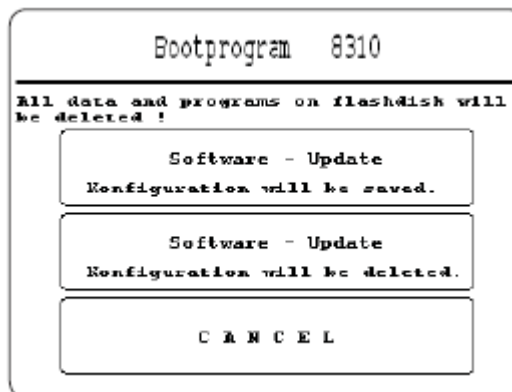 Bootprogram 8310
All data and programs on flashdisk will
be deleted !
Software - Update
Konfiguration will be saved.
Software - Update
Konfiguration will be deleted.
C A N C E L